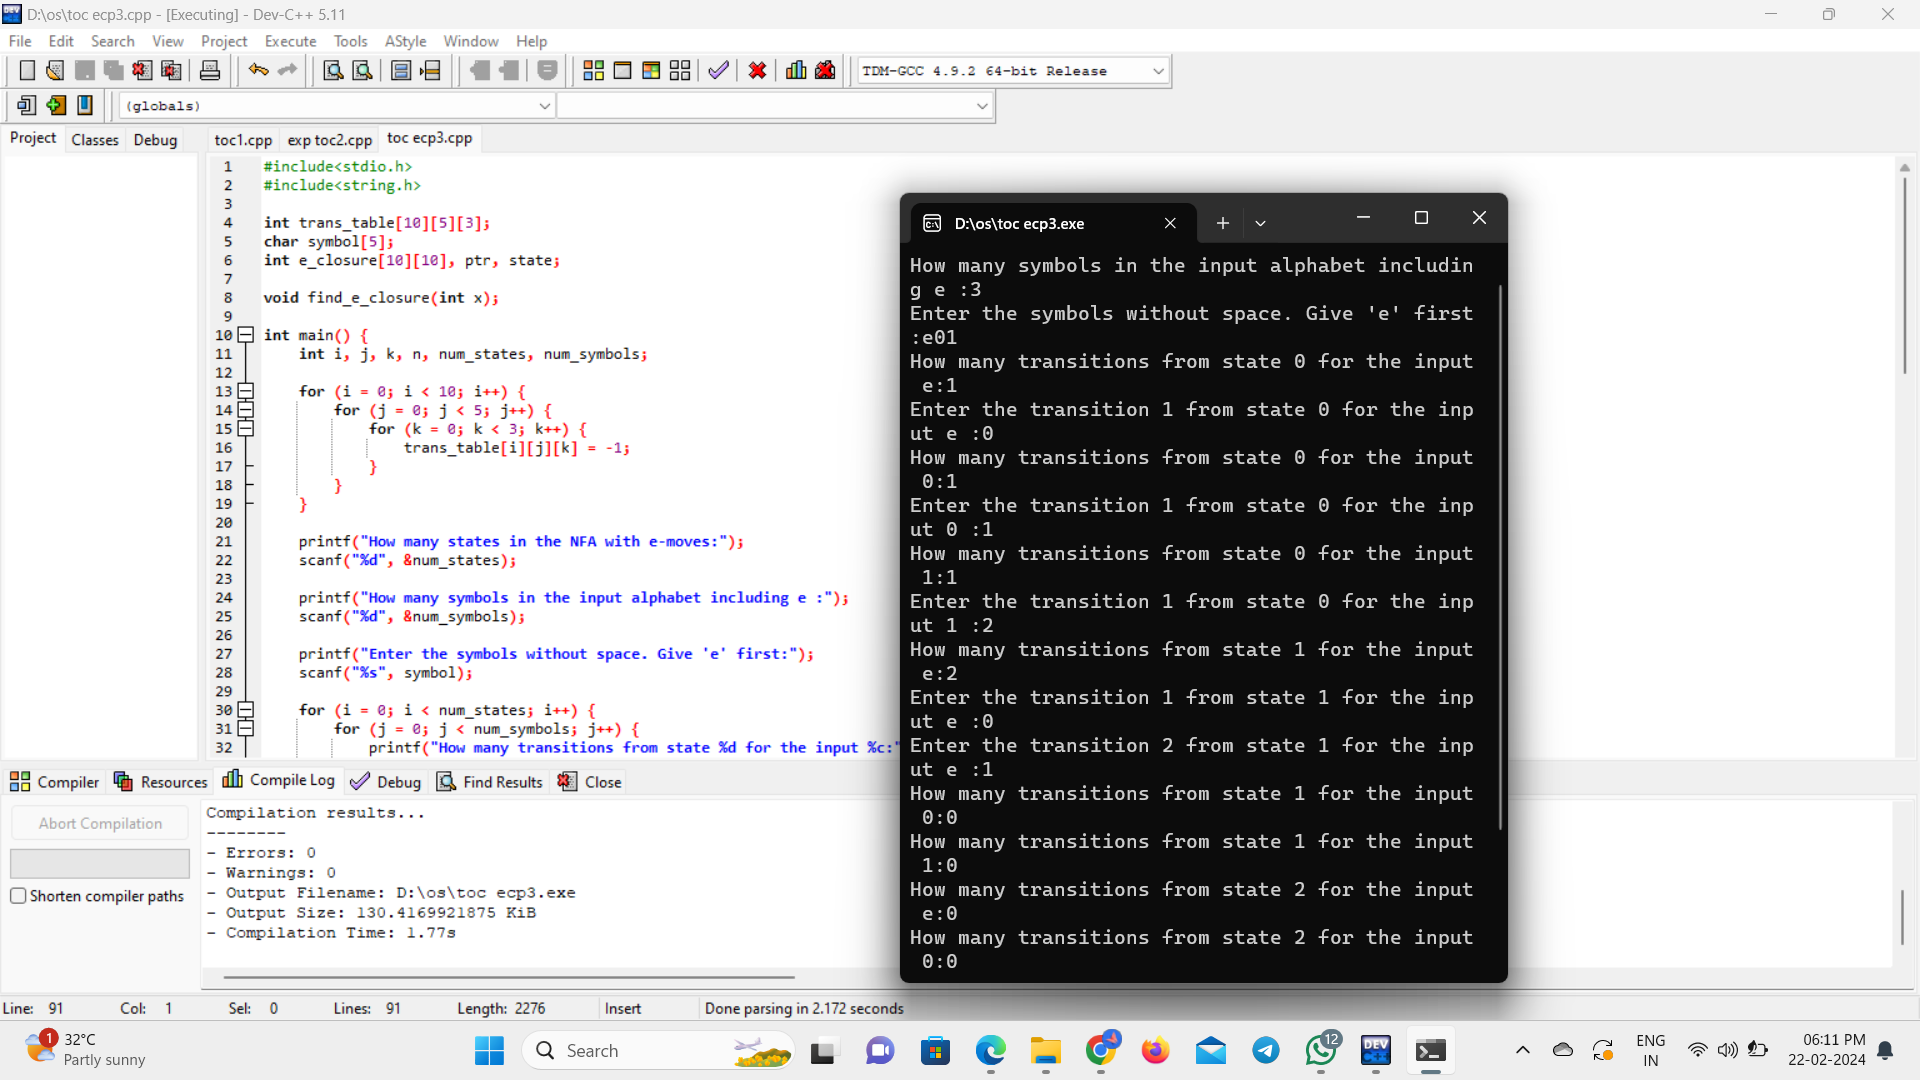 D:\os\toc ecp3.cpp - [Executing] - Dev-C++ 5.11
File Edit Search View Project Execute Tools AStyle Window Help
TDM-GCC 4.9.2 64-bit Release
(globals)
Project Classes Debug
toc1.cpp exp toc2.cpp toc ecp3.cpp
1 #include<stdio.h>
2 #include<string.h>
3
4 int trans_table[10][5][3];
5 char symbol[5];
6 int e_closure[10][10], ptr, state;
7
8 void find_e_closure(int x);
9
10 int main() {
11 int i, j, k, n, num_states, num_symbols;
12
13 for (i = 0; i < 10; i++) {
14 for (j = 0; j < 5; j++) {
15 for (k = 0; k < 3; k++) {
16 trans_table[i][j][k] = -1;
17 }
18 }
19 }
20
21 printf("How many states in the NFA with e-moves:");
22 scanf("%d", &num_states);
23
24 printf("How many symbols in the input alphabet including e :");
25 scanf("%d", &num_symbols);
26
27 printf("Enter the symbols without space. Give 'e' first:");
28 scanf("%s", symbol);
29
30 for (i = 0; i < num_states; i++) {
31 for (j = 0; j < num_symbols; j++) {
32 printf("How many transitions from state %d for the input %c:"
D:\os\toc ecp3.exe
How many symbols in the input alphabet includin
g e :3
Enter the symbols without space. Give 'e' first
:e01
How many transitions from state 0 for the input
e:1
Enter the transition 1 from state 0 for the inp
ut e :0
How many transitions from state 0 for the input
0:1
Enter the transition 1 from state 0 for the inp
ut 0 :1
How many transitions from state 0 for the input
1:1
Enter the transition 1 from state 0 for the inp
ut 1 :2
How many transitions from state 1 for the input
e:2
Enter the transition 1 from state 1 for the inp
ut e :0
Enter the transition 2 from state 1 for the inp
ut e :1
How many transitions from state 1 for the input
0:0
How many transitions from state 1 for the input
1:0
How many transitions from state 2 for the input
e:0
How many transitions from state 2 for the input
0:0
Compiler Resources Compile Log Debug Find Results Close
Abort Compilation
Shorten compiler paths
Compilation results...
--------
- Errors: 0
- Warnings: 0
- Output Filename: D:\os\toc ecp3.exe
- Output Size: 130.4169921875 KiB
- Compilation Time: 1.77s
Line: 91 Col: 1 Sel: 0 Lines: 91 Length: 2276 Insert Done parsing in 2.172 seconds
1
32°C
Partly sunny
Search
12
DEV C++
ENG
IN
06:11 PM
22-02-2024